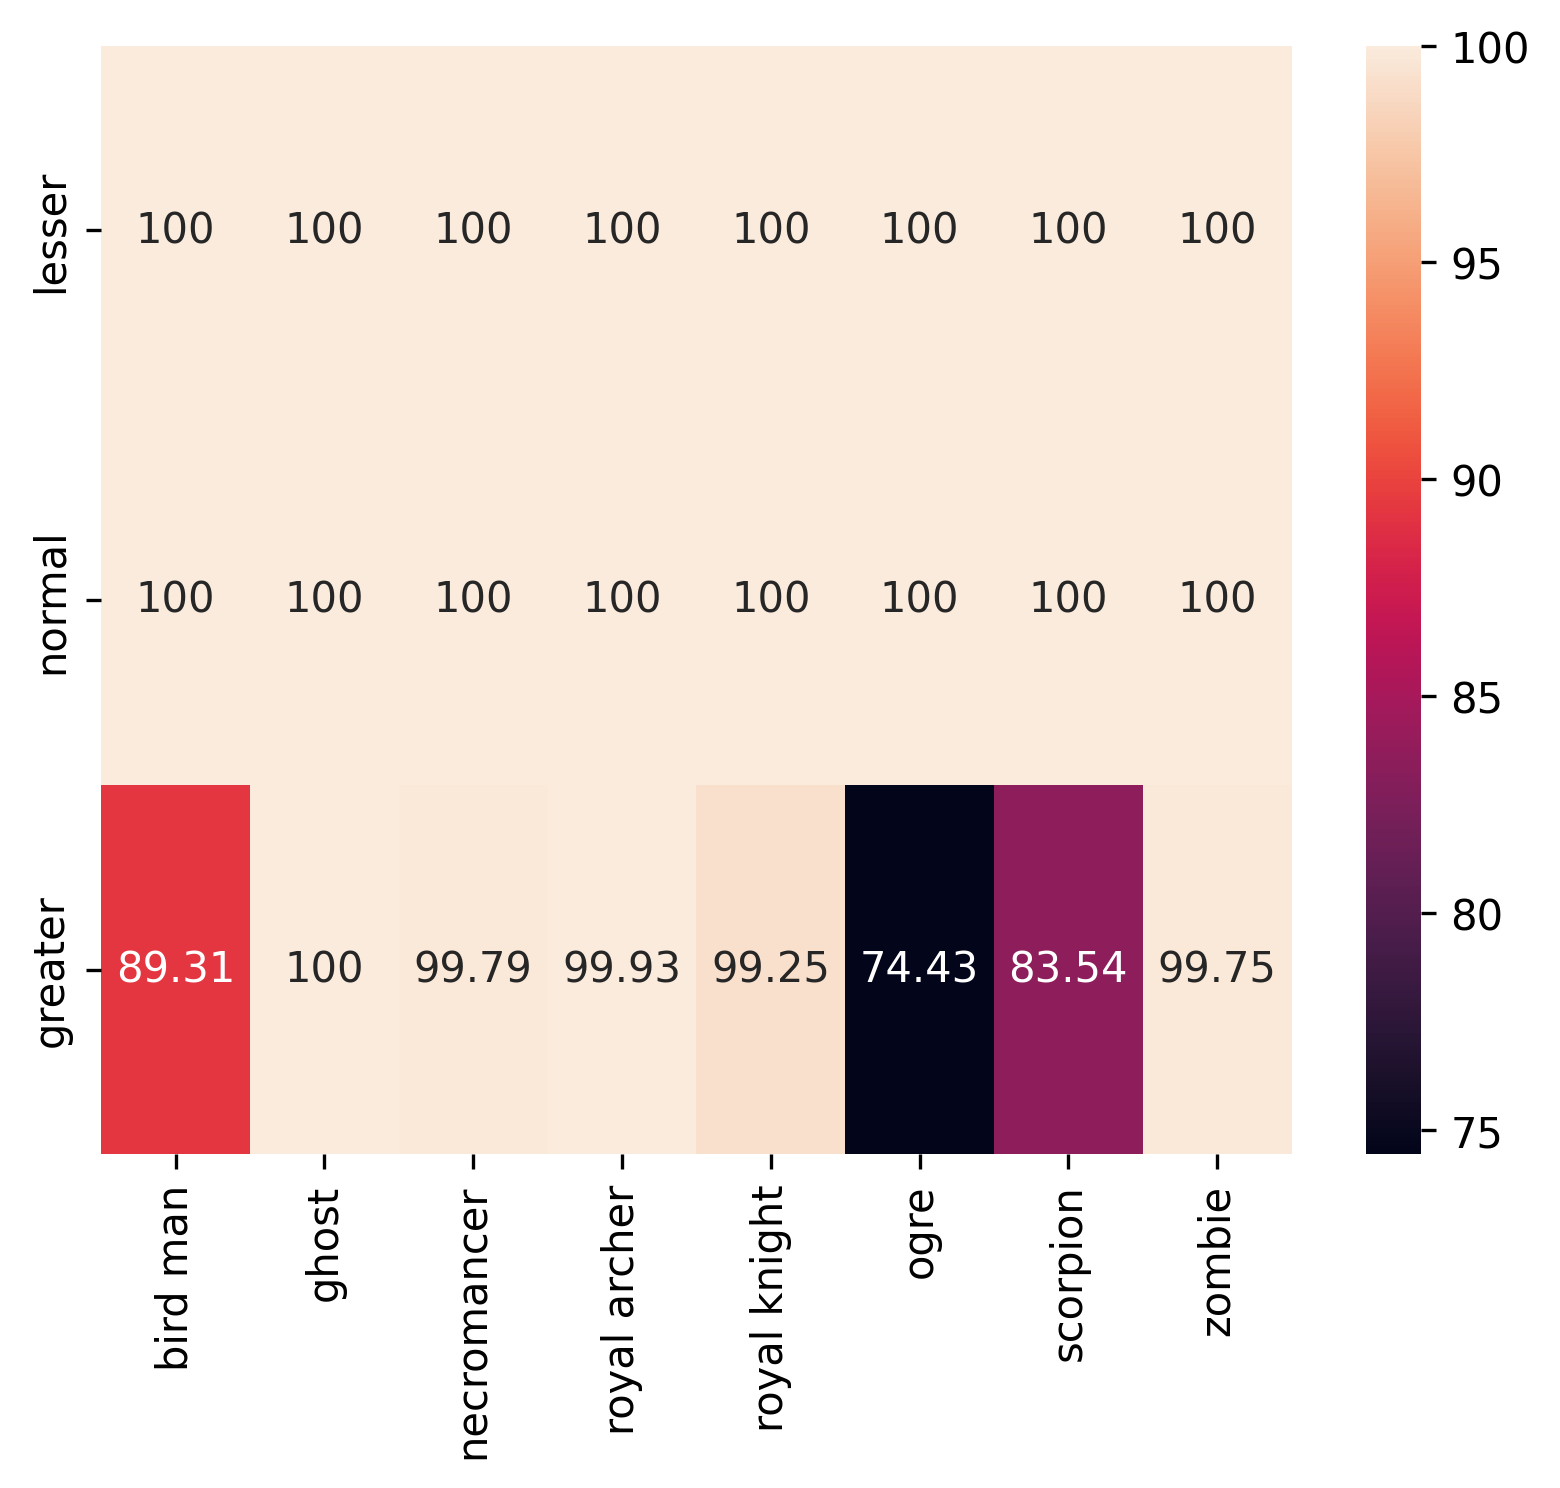 100
lesser 100 100 100 100 100 100 100 100
95
90
normal 100 100 100 100 100 100 100 100
85
80
greater 89.31 100 99.79 99.93 99.25 74.43 83.54 99.75
75
bird man
ghost
necromancer
royal archer
royal knight
ogre
scorpion
zombie